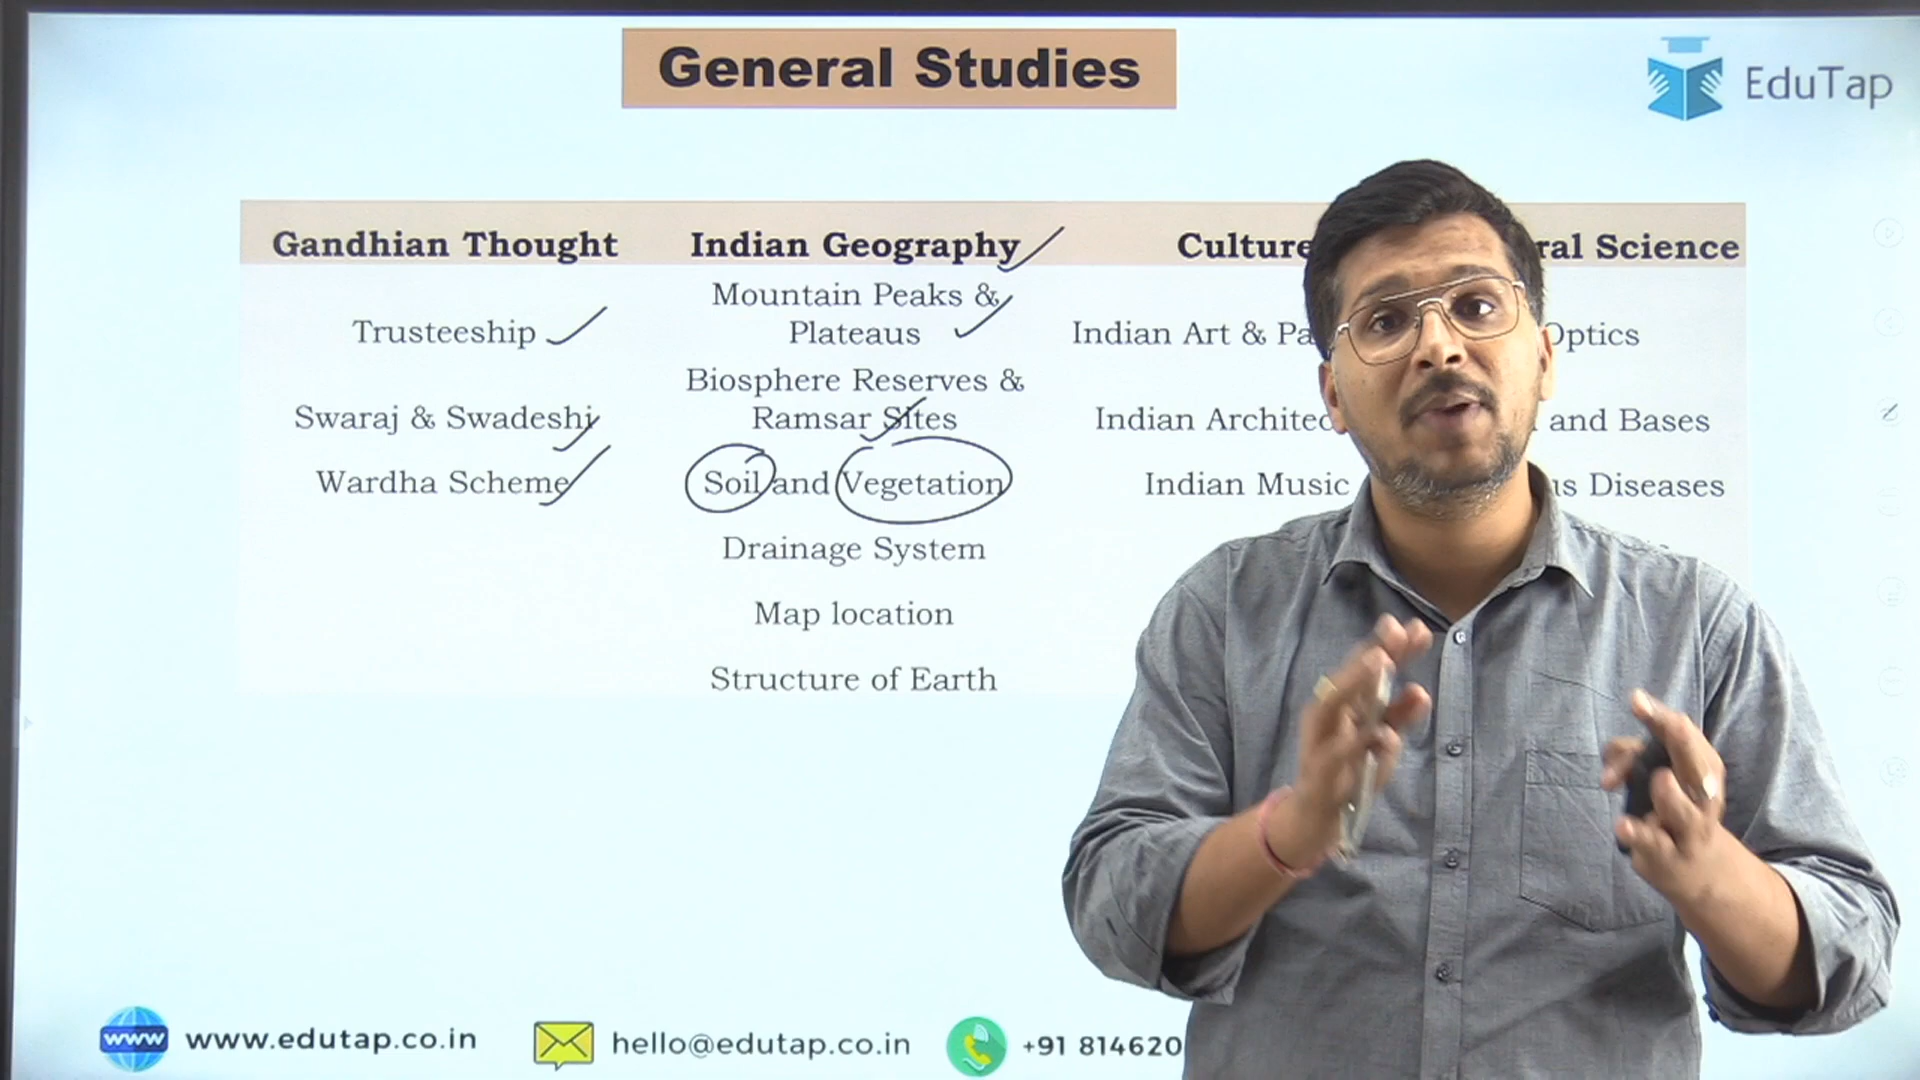 General Studies
EduTap
Gandhian Thought
Indian Geography
Culture
ral Science
Trusteeship
Mountain Peaks &
Plateaus
Indian Art & Pa
Optics
Swaraj & Swadeshi
Biosphere Reserves &
Ramsar Sites
Indian Architec
and Bases
Wardha Scheme
Soil and Vegetation
Indian Music
us Diseases
Drainage System
Map location
Structure of Earth
www
www.edutap.co.in
hello@edutap.co.in
+91 814620